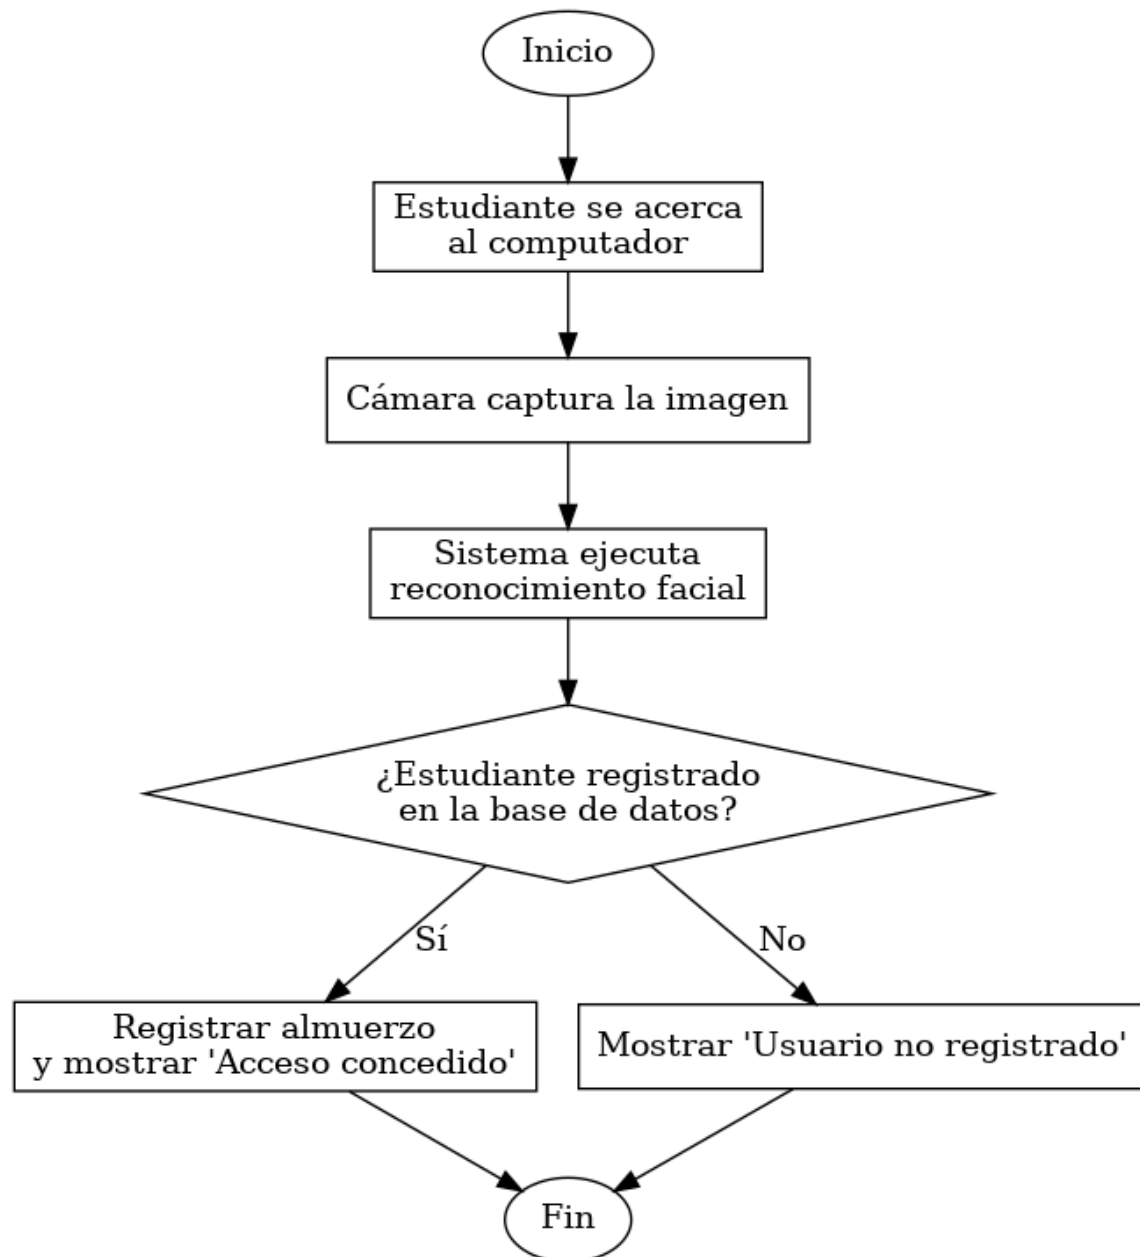 Inicio
Estudiante se acerca
al computador
Cámara captura la imagen
Sistema ejecuta
reconocimiento facial
¿Estudiante registrado
en la base de datos?
Sí
No
Registrar almuerzo
y mostrar 'Acceso concedido'
Mostrar 'Usuario no registrado'
Fin